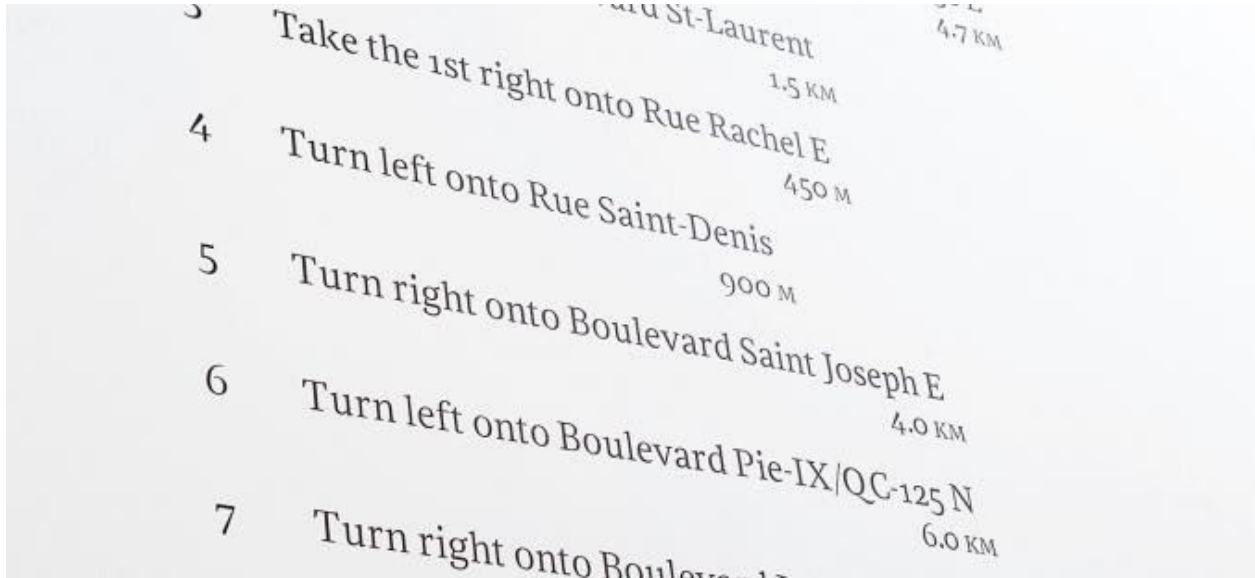 St-Laurent
4.7 KM
1.5 KM
3 Take the 1st right onto Rue Rachel E
450 M
4 Turn left onto Rue Saint-Denis
900 M
5 Turn right onto Boulevard Saint Joseph E
4.0 KM
6 Turn left onto Boulevard Pie-IX/QC-125 N
6.0 KM
7 Turn right onto